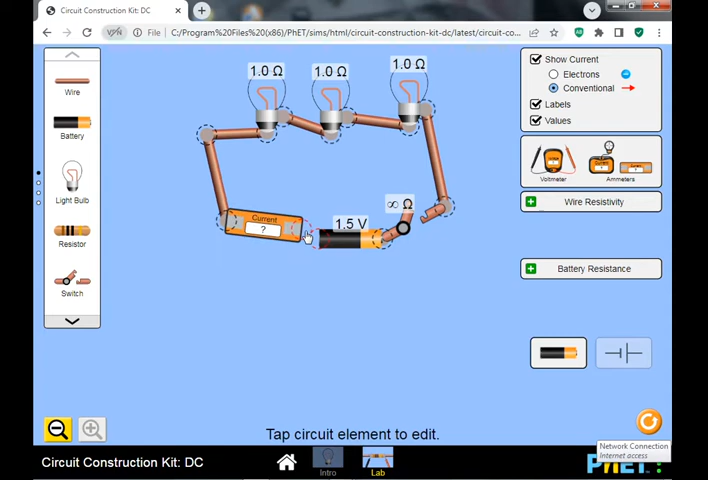 Circuit Construction Kit: DC
File | C:/Program%20Files%20(x86)/PhET/sims/html/circuit-construction-kit-dc/latest/circuit-co...
Wire
Battery
Light Bulb
Resistor
Switch
1.0 Ω
1.0 Ω
1.0 Ω
∞ Ω
1.5 V
Current
?
Show Current
Electrons
Conventional
Labels
Values
Voltmeter
Ammeters
Wire Resistivity
Battery Resistance
Tap circuit element to edit.
Network Connection
Internet access
Circuit Construction Kit: DC
Intro
Lab
PhET